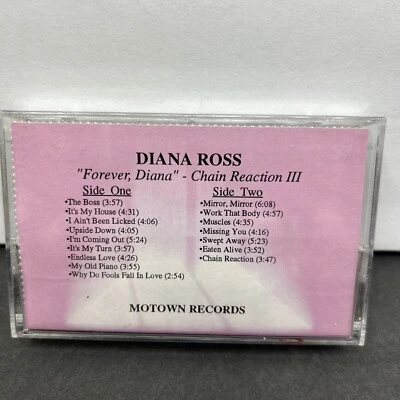 DIANA ROSS
"Forever, Diana" - Chain Reaction III
Side One
•The Boss (3:57)
•It's My House (4:31)
•I Ain't Been Licked (4:06)
•Upside Down (4:05)
•I'm Coming Out (5:24)
•It's My Turn (3:57)
•Endless Love (4:26)
•My Old Piano (3:55)
•Why Do Fools Fall In Love (2:54)
Side Two
•Mirror, Mirror (6:08)
•Work That Body (4:57)
•Muscles (4:35)
•Missing You (4:16)
•Swept Away (5:23)
•Eaten Alive (3:52)
•Chain Reaction (3:47)
MOTOWN RECORDS